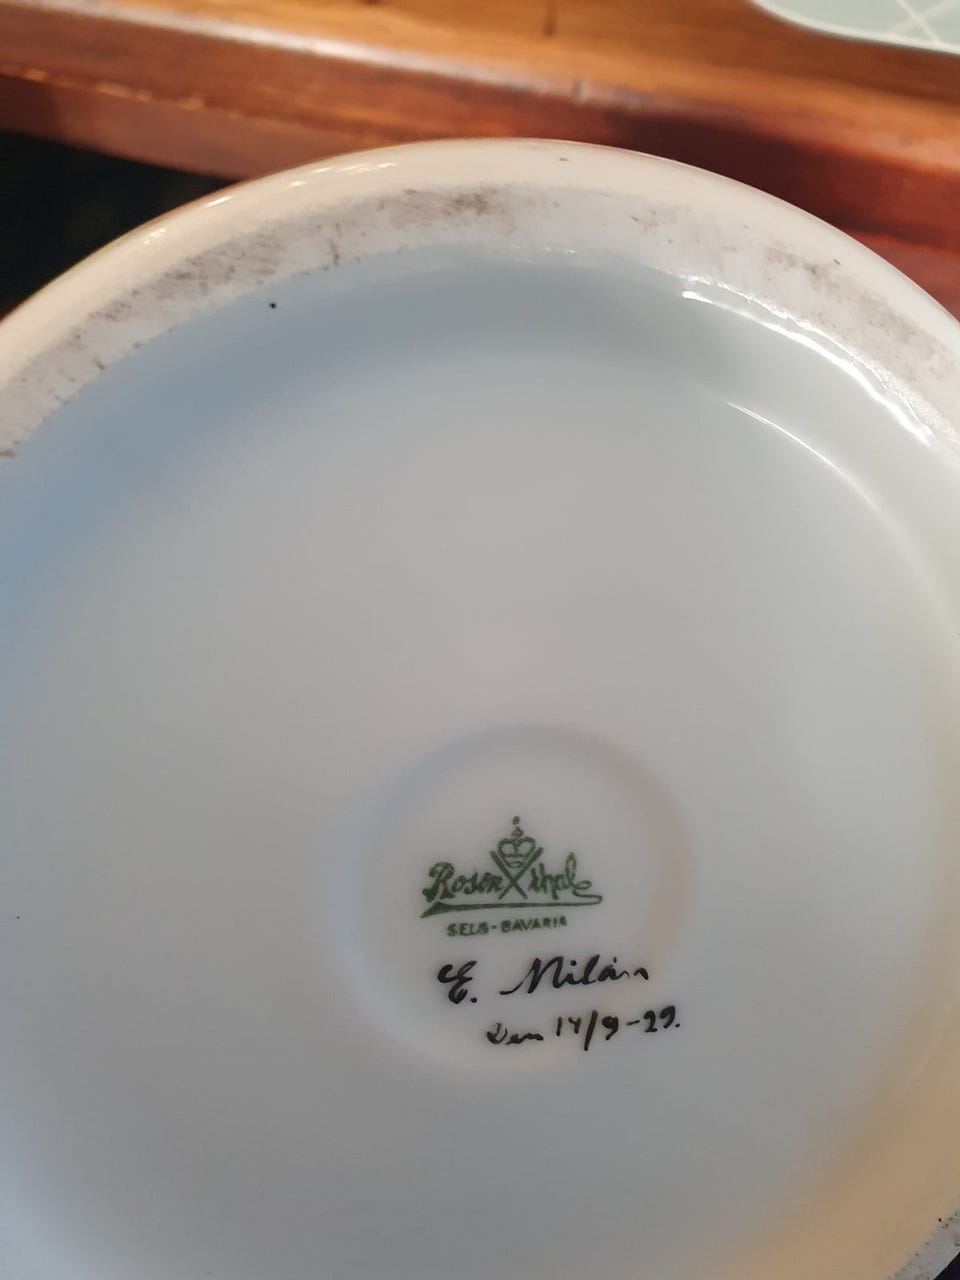 Rosenthal
SELB-BAVARIA
E. Milán
Den 14/9-29.